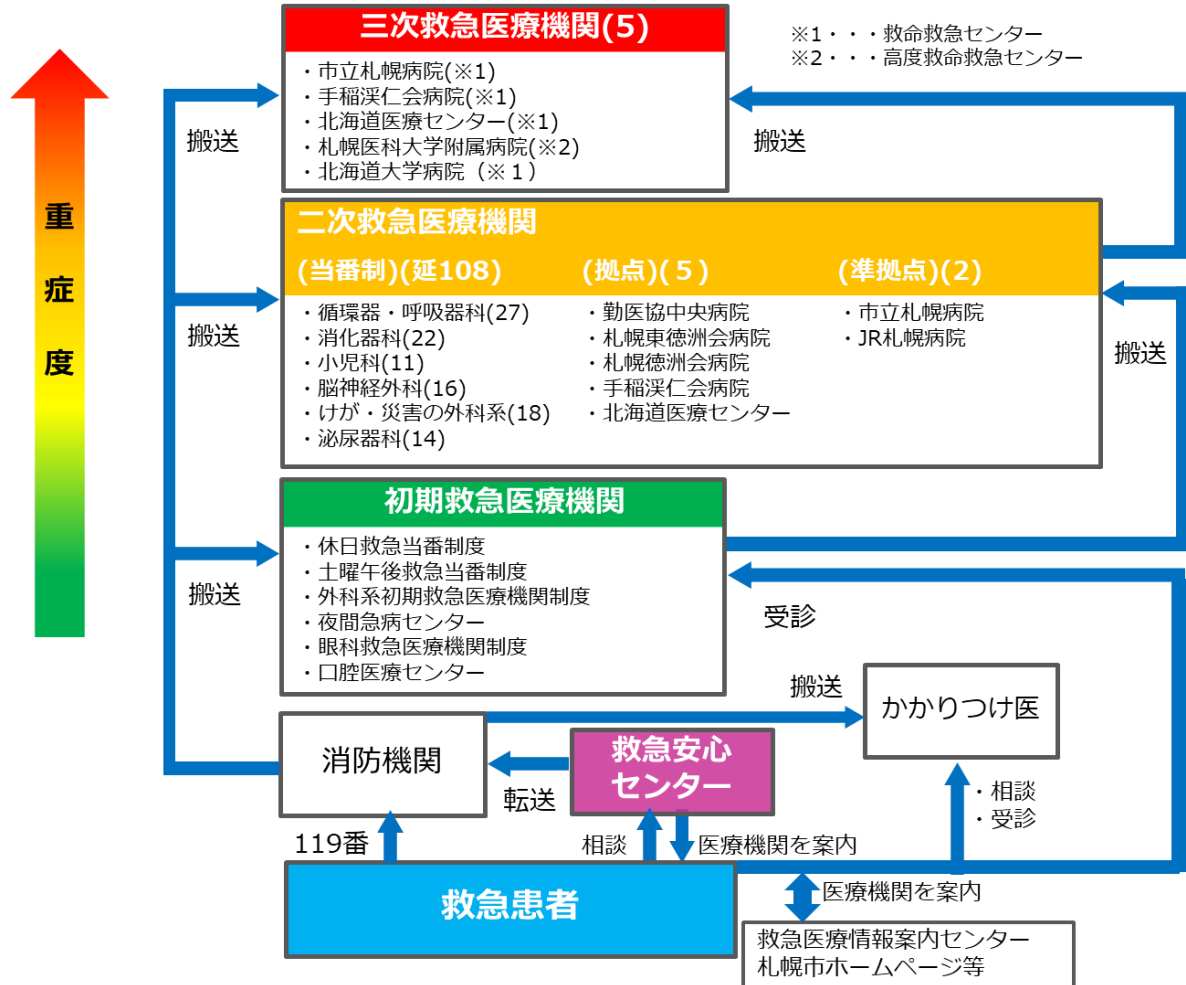 三次救急医療機関(5)
・市立札幌病院(※1)
・手稲渓仁会病院(※1)
・北海道医療センター(※1)
・札幌医科大学附属病院(※2)
・北海道大学病院（※１）
※1・・・救命救急センター
※2・・・高度救命救急センター
搬送
搬送
重症度
二次救急医療機関
(当番制)(延108)
(拠点)(５)
(準拠点)(2)
・循環器・呼吸器科(27)
・消化器科(22)
・小児科(11)
・脳神経外科(16)
・けが・災害の外科系(18)
・泌尿器科(14)
・勤医協中央病院
・札幌東徳洲会病院
・札幌徳洲会病院
・手稲渓仁会病院
・北海道医療センター
・市立札幌病院
・JR札幌病院
搬送
搬送
初期救急医療機関
・休日救急当番制度
・土曜午後救急当番制度
・外科系初期救急医療機関制度
・夜間急病センター
・眼科救急医療機関制度
・口腔医療センター
搬送
受診
搬送
かかりつけ医
消防機関
救急安心
センター
転送
・相談
・受診
119番
相談
医療機関を案内
救急患者
医療機関を案内
救急医療情報案内センター
札幌市ホームページ等